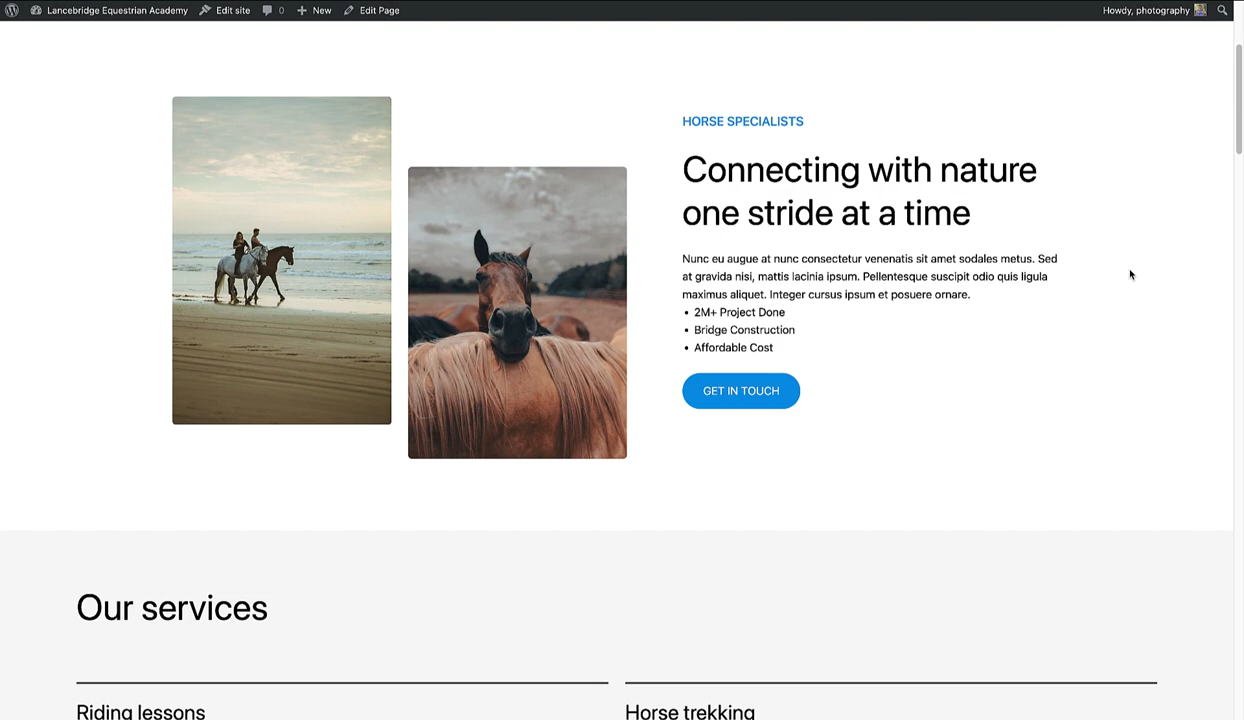 Lancebridge Equestrian Academy Edit site 0 New Edit Page Howdy, photography
HORSE SPECIALISTS
Connecting with nature
one stride at a time
Nunc eu augue at nunc consectetur venenatis sit amet sodales metus. Sed
at gravida nisi, mattis lacinia ipsum. Pellentesque suscipit odio quis ligula
maximus aliquet. Integer cursus ipsum et posuere ornare.
• 2M+ Project Done
• Bridge Construction
• Affordable Cost
GET IN TOUCH
Our services
Riding lessons
Horse trekking